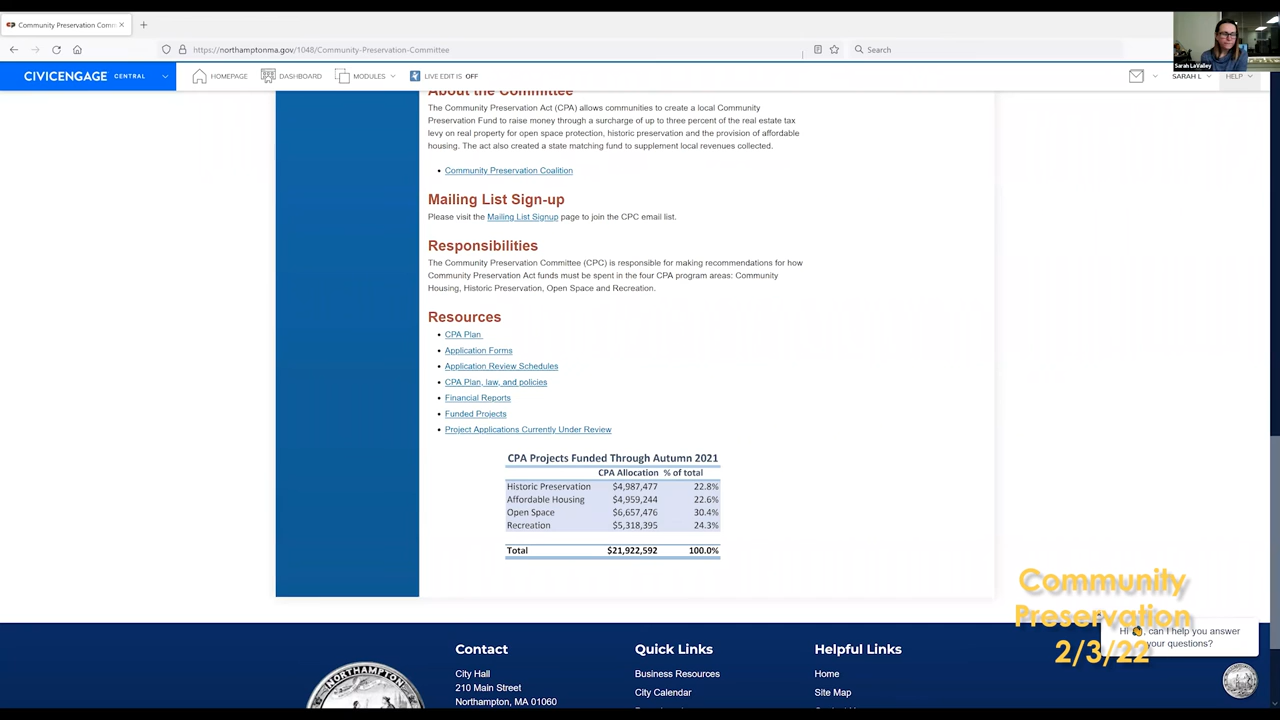 Community Preservation Comm
https://northamptonma.gov/1048/Community-Preservation-Committee
Search
Sarah LaValley
CIVICENGAGE CENTRAL
HOMEPAGE
DASHBOARD
MODULES
LIVE EDIT IS OFF
SARAH L
HELP
About the Committee
The Community Preservation Act (CPA) allows communities to create a local Community
Preservation Fund to raise money through a surcharge of up to three percent of the real estate tax
levy on real property for open space protection, historic preservation and the provision of affordable
housing. The act also created a state matching fund to supplement local revenues collected.
• Community Preservation Coalition
Mailing List Sign-up
Please visit the Mailing List Signup page to join the CPC email list.
Responsibilities
The Community Preservation Committee (CPC) is responsible for making recommendations for how
Community Preservation Act funds must be spent in the four CPA program areas: Community
Housing, Historic Preservation, Open Space and Recreation.
Resources
• CPA Plan
• Application Forms
• Application Review Schedules
• CPA Plan, law, and policies
• Financial Reports
• Funded Projects
• Project Applications Currently Under Review
CPA Projects Funded Through Autumn 2021
CPA Allocation % of total
Historic Preservation $4,987,477 22.8%
Affordable Housing $4,959,244 22.6%
Open Space $6,657,476 30.4%
Recreation $5,318,395 24.3%
Total $21,922,592 100.0%
Community
Preservation
2/3/22
Hi 👋, can I help you answer
your questions?
Contact
City Hall
210 Main Street
Northampton, MA 01060
Quick Links
Business Resources
City Calendar
Helpful Links
Home
Site Map